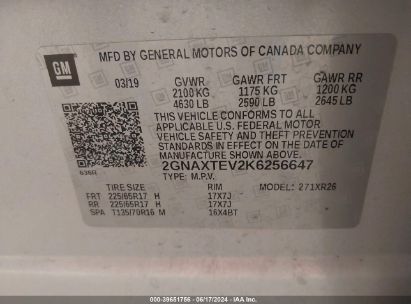 GM
MFD BY GENERAL MOTORS OF CANADA COMPANY
03/19 GVWR GAWR FRT GAWR RR
2100 KG 1175 KG 1200 KG
4630 LB 2590 LB 2645 LB
THIS VEHICLE CONFORMS TO ALL
APPLICABLE U.S. FEDERAL MOTOR
VEHICLE SAFETY AND THEFT PREVENTION
STANDARDS IN EFFECT ON THE DATE OF
MANUFACTURE SHOWN ABOVE.
2GNAXTEV2K6256647
TYPE: M.P.V.
MODEL: 271XR26
TIRE SIZE RIM
FRT 225/65R17 H 17X7J
RR 225/65R17 H 17X7J
SPA T135/70R16 M 16X4BT
000-39651756 - 06/17/2024 -